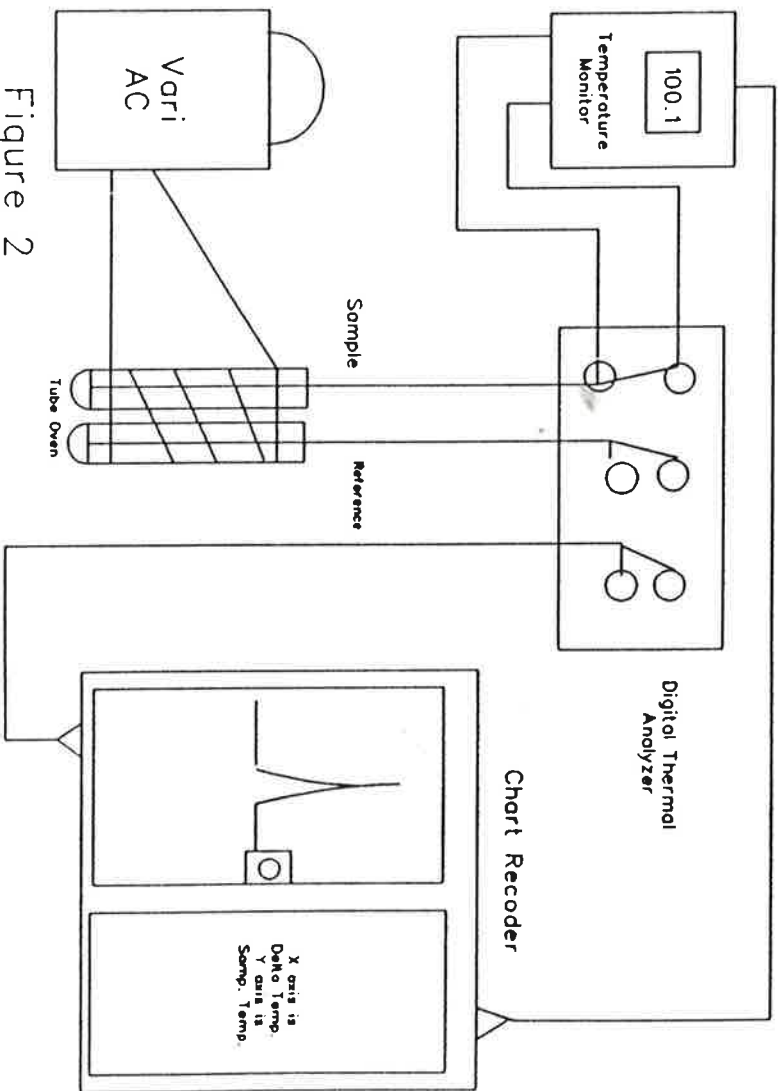 100.1
Temperature
Monitor
Digital Thermal
Analyzer
Vari
AC
Sample
Reference
Tube Oven
Chart Recoder
X axis is
Delta Temp.
Y axis is
Samp. Temp.
Figure 2